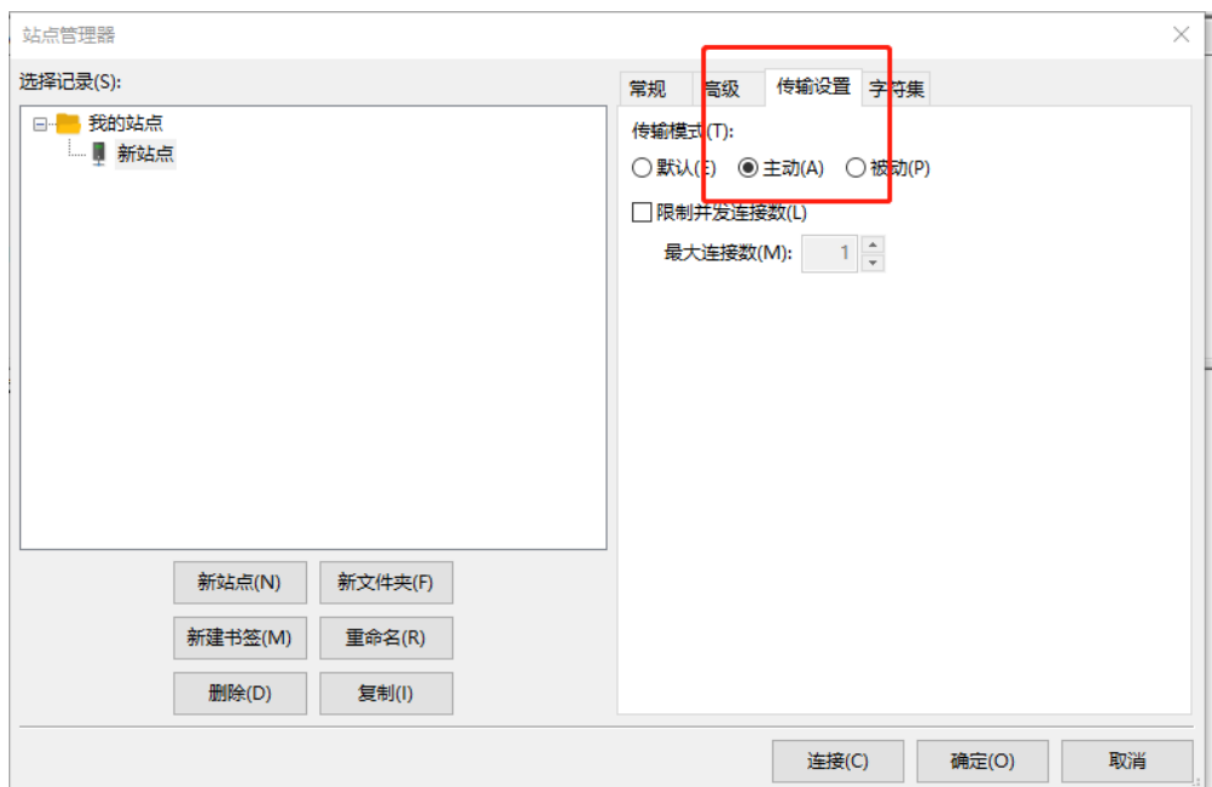 站点管理器
选择记录(S):
我的站点
新站点
新站点(N) 新文件夹(F)
新建书签(M) 重命名(R)
删除(D) 复制(I)
常规 高级 传输设置 字符集
传输模式(T):
默认(E) 主动(A) 被动(P)
限制并发连接数(L)
最大连接数(M): 1
连接(C) 确定(O) 取消